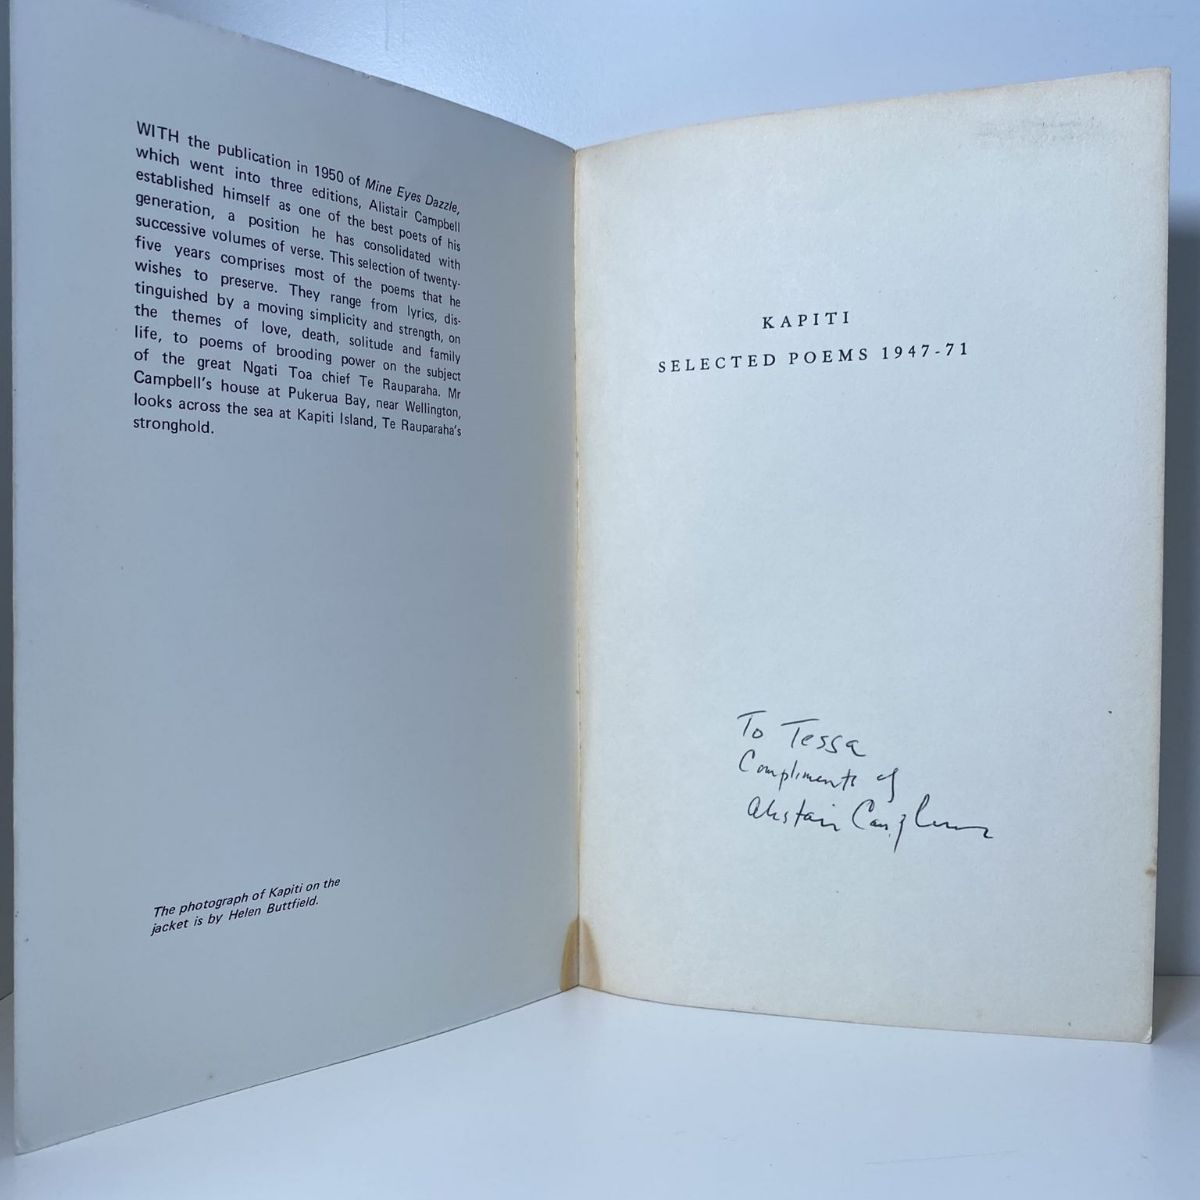 WITH the publication in 1950 of Mine Eyes Dazzle,
which went into three editions, Alistair Campbell
established himself as one of the best poets of his
generation, a position he has consolidated with
successive volumes of verse. This selection of twenty-
five years comprises most of the poems that he
wishes to preserve. They range from lyrics, dis-
tinguished by a moving simplicity and strength, on
the themes of love, death, solitude and family
life, to poems of brooding power on the subject
of the great Ngati Toa chief Te Rauparaha. Mr
Campbell's house at Pukerua Bay, near Wellington,
looks across the sea at Kapiti Island, Te Rauparaha's
stronghold.
The photograph of Kapiti on the
jacket is by Helen Buttfield.
KAPITI
SELECTED POEMS 1947-71
To Tessa
Compliments of
Alistair Campbell